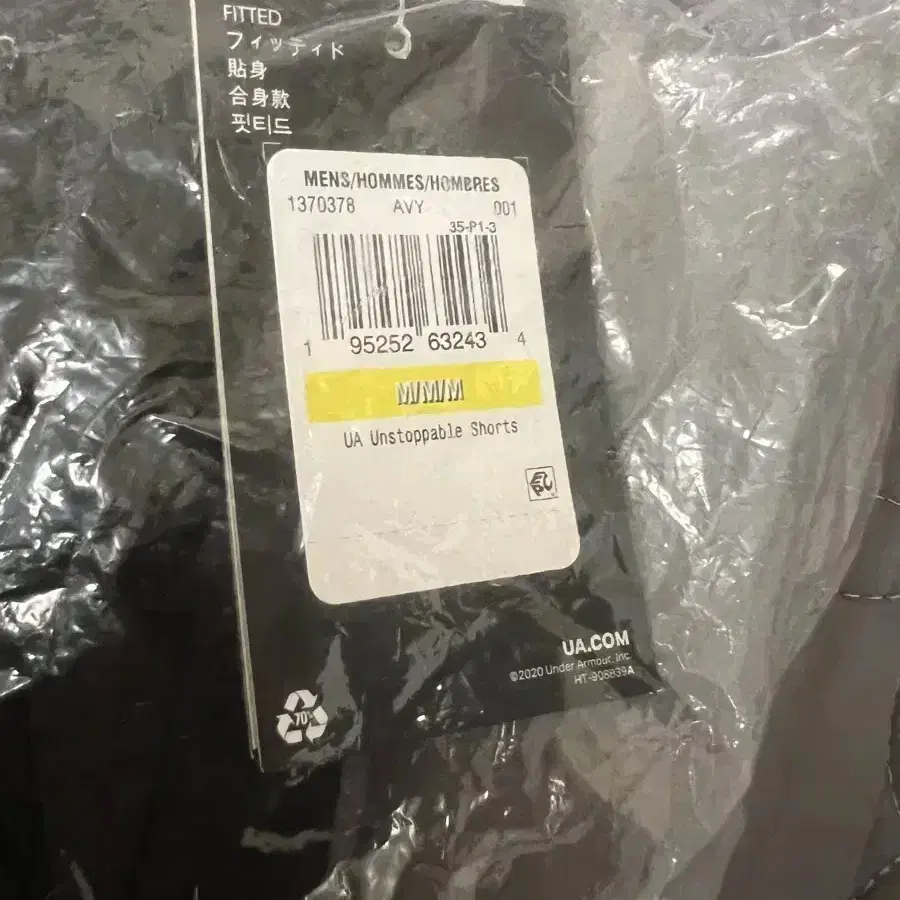 FITTED
フィッティド
貼身
合身款
핏티드
MENS/HOMMES/HOMBRES
1370378 AVY 001
35-P1-3
1 95252 63243 4
M/M/M
UA Unstoppable Shorts
UA.COM
©2020 Under Armour, Inc.
HT-908839A
70%